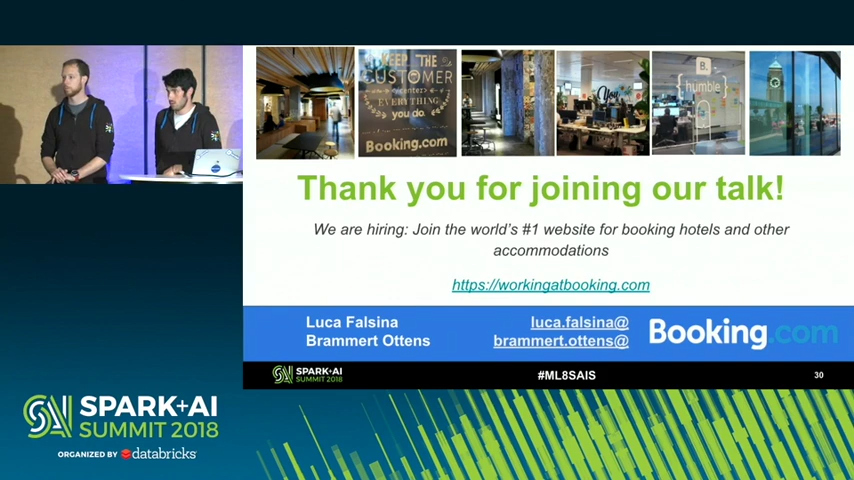 KEEP THE
CUSTOMER
center
EVERYTHING
you do.
Booking.com
you
B.
{humble}
Thank you for joining our talk!
We are hiring: Join the world's #1 website for booking hotels and other
accommodations
https://workingatbooking.com
Luca Falsina
luca.falsina@
Brammert Ottens
brammert.ottens@
Booking.com
SPARK+AI
SUMMIT 2018
#ML8SAIS
30
SPARK+AI
SUMMIT 2018
ORGANIZED BY databricks